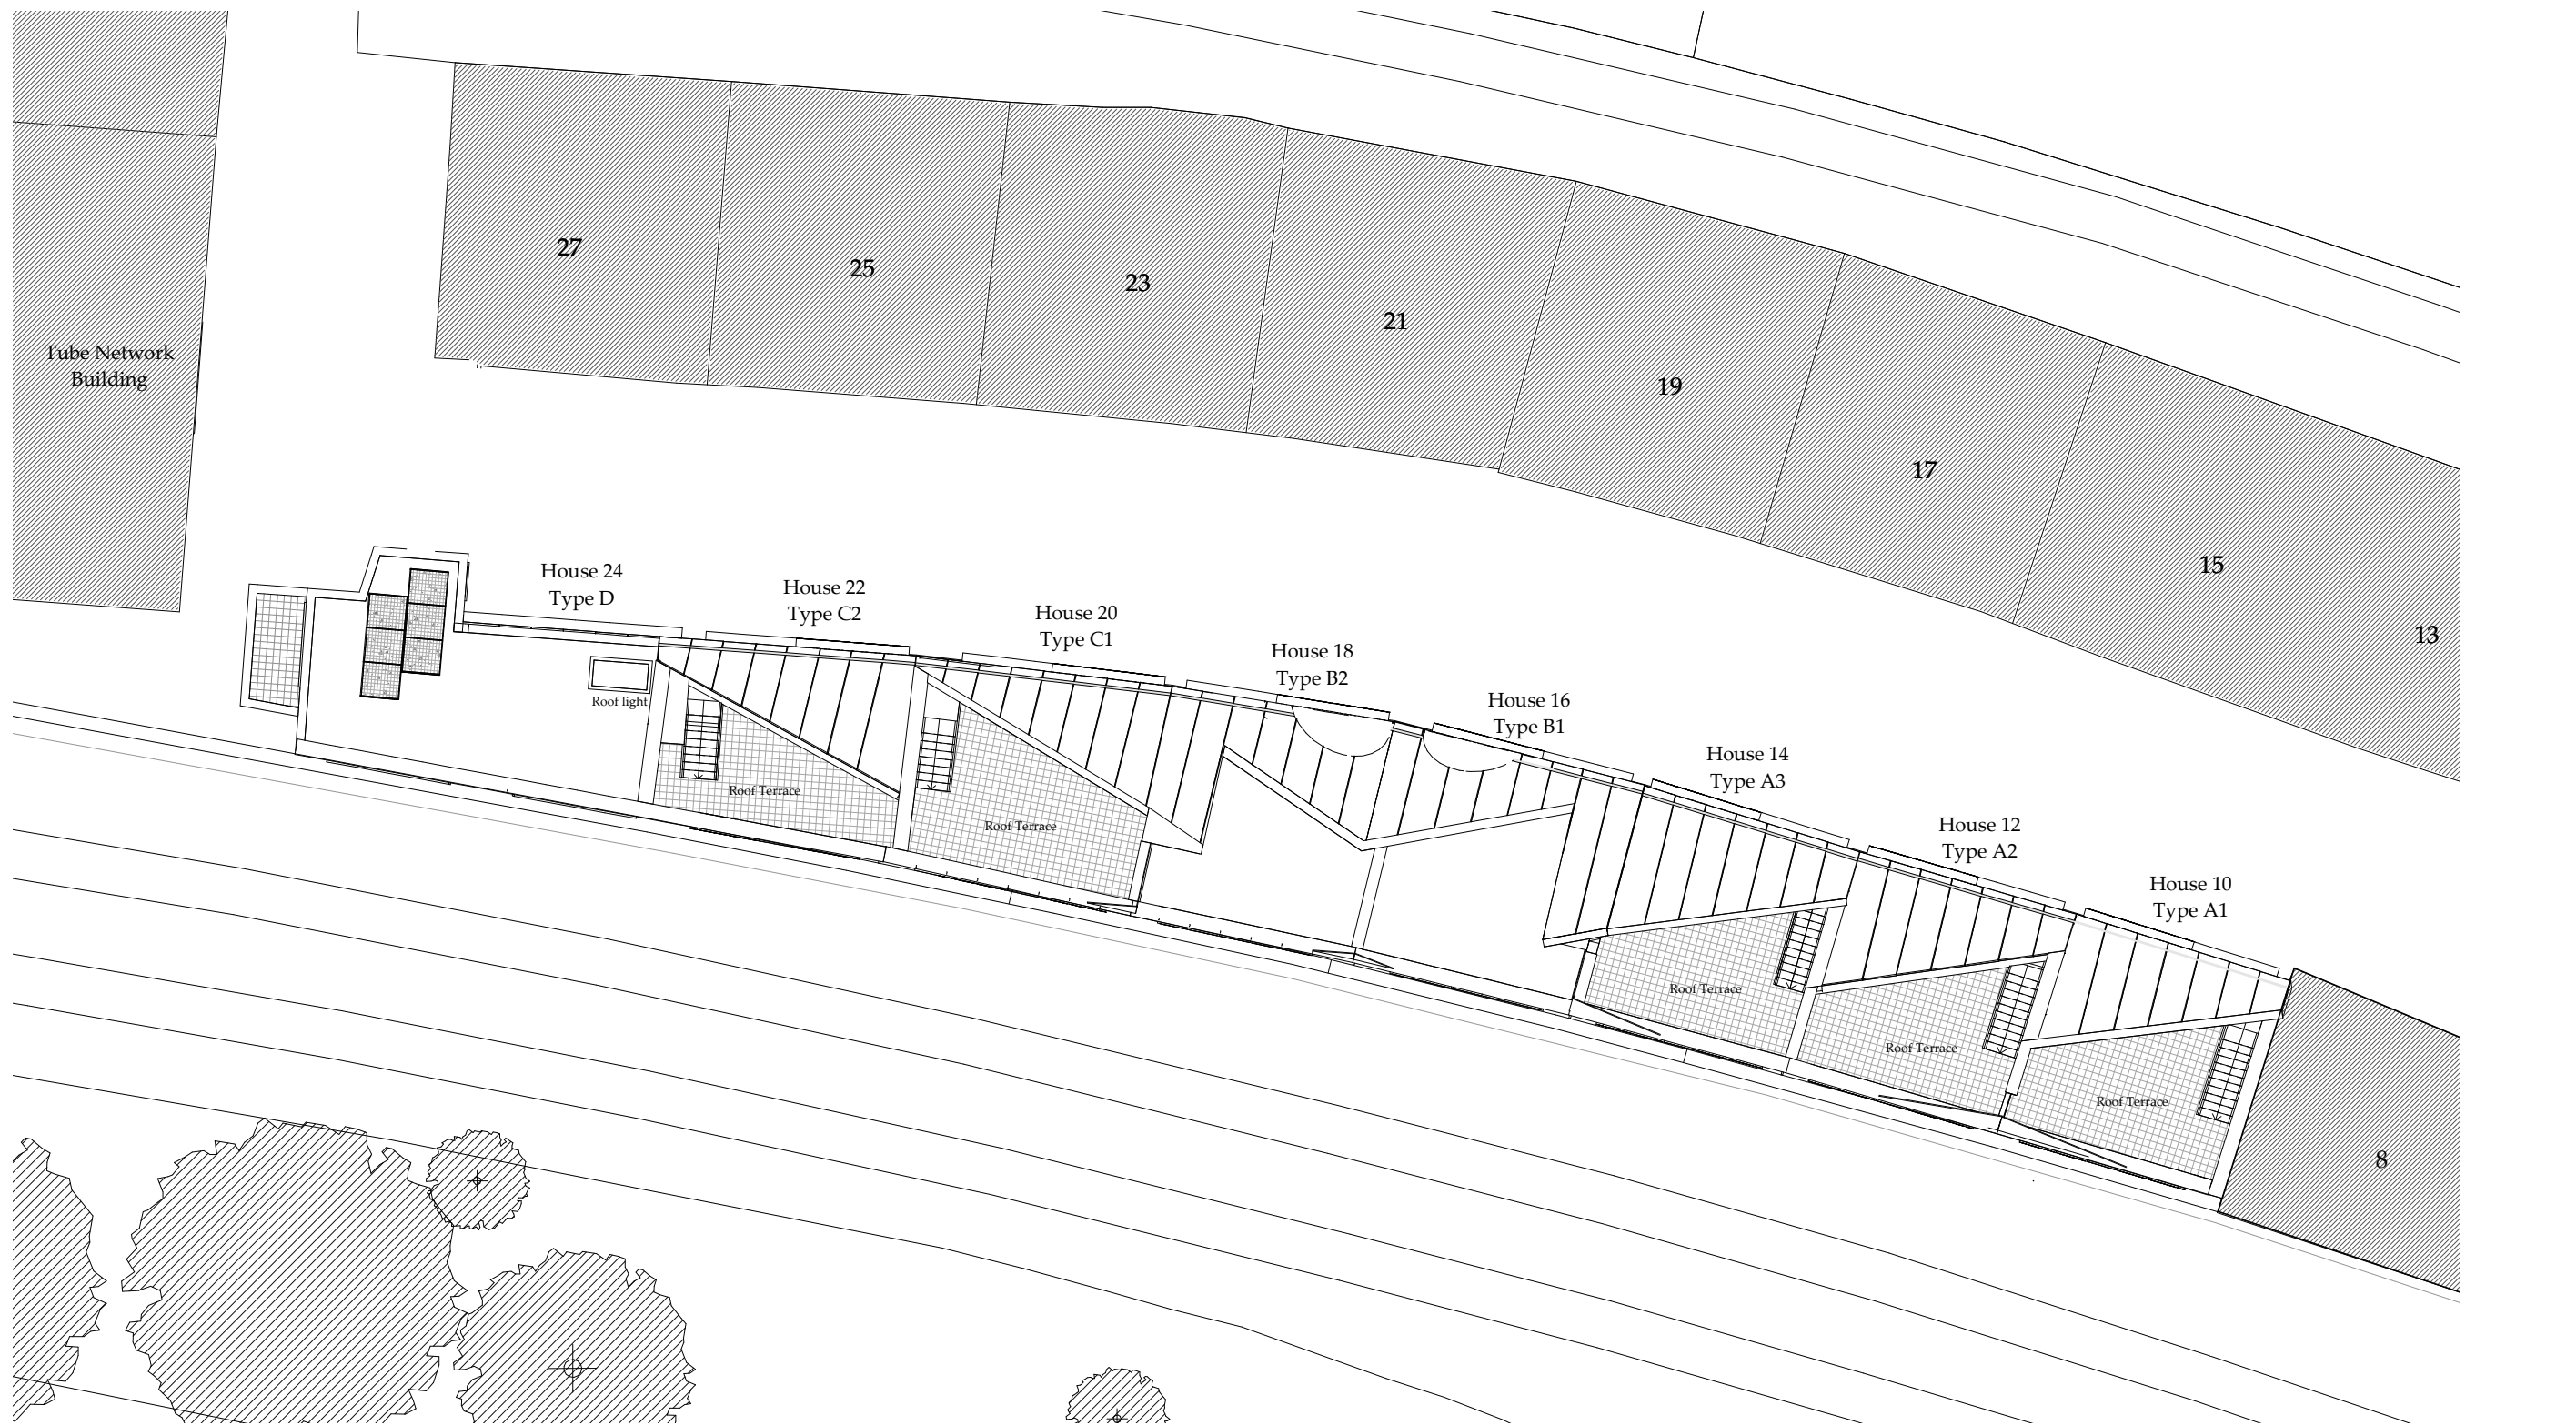 27
25
23
21
19
17
15
13
Tube Network
Building
House 24
Type D
House 22
Type C2
House 20
Type C1
House 18
Type B2
House 16
Type B1
House 14
Type A3
House 12
Type A2
House 10
Type A1
Roof light
Roof Terrace
Roof Terrace
Roof Terrace
Roof Terrace
Roof Terrace
8